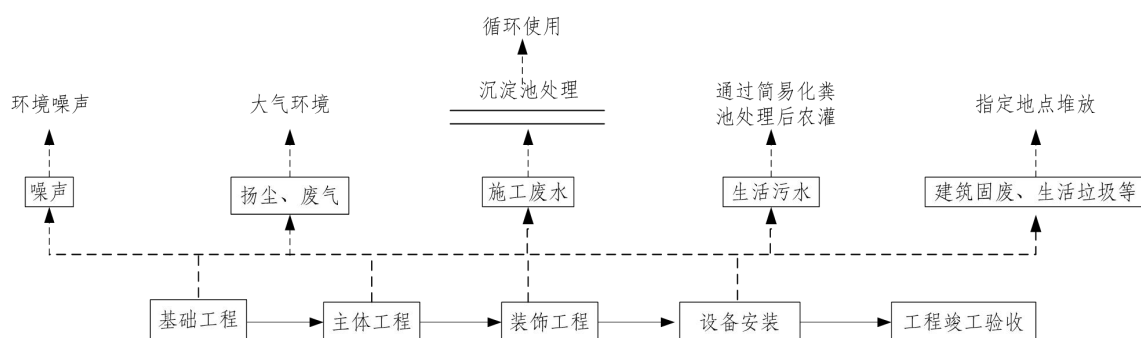 循环使用
环境噪声
大气环境
沉淀池处理
通过简易化粪
池处理后农灌
指定地点堆放
噪声
扬尘、废气
施工废水
生活污水
建筑固废、生活垃圾等
基础工程
主体工程
装饰工程
设备安装
工程竣工验收